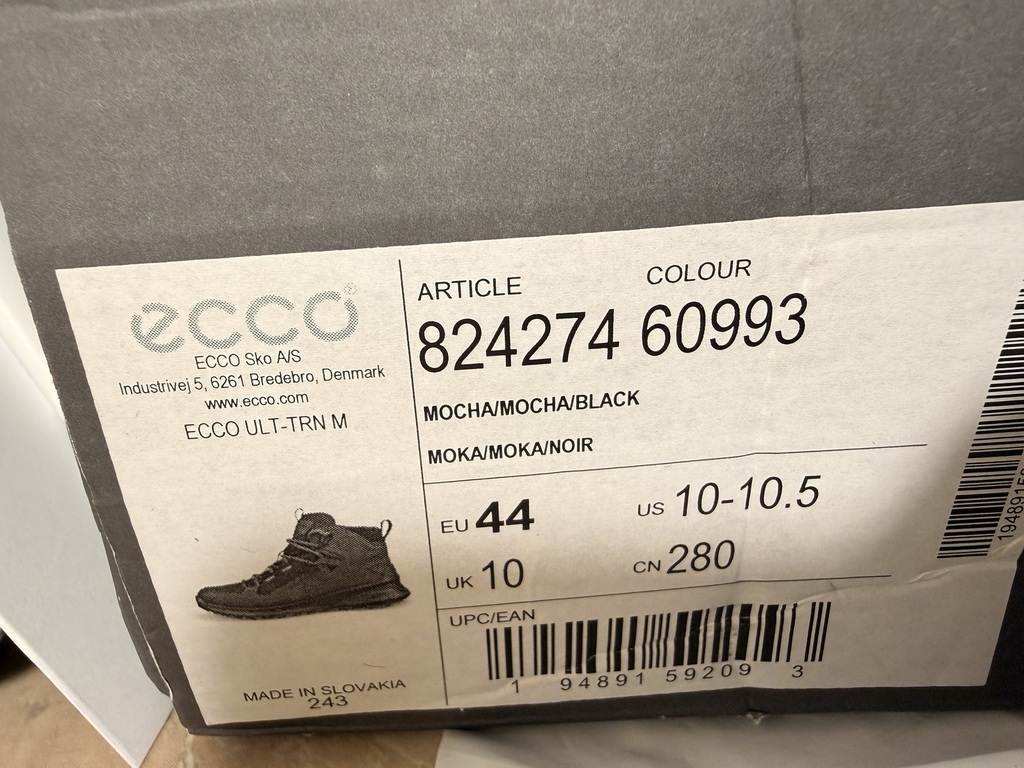 ecco®
ECCO Sko A/S
Industrivej 5, 6261 Bredebro, Denmark
www.ecco.com
ECCO ULT-TRN M
MADE IN SLOVAKIA
243
ARTICLE COLOUR
824274 60993
MOCHA/MOCHA/BLACK
MOKA/MOKA/NOIR
EU 44 US 10-10.5
UK 10 CN 280
UPC/EAN
1 94891 59209 3